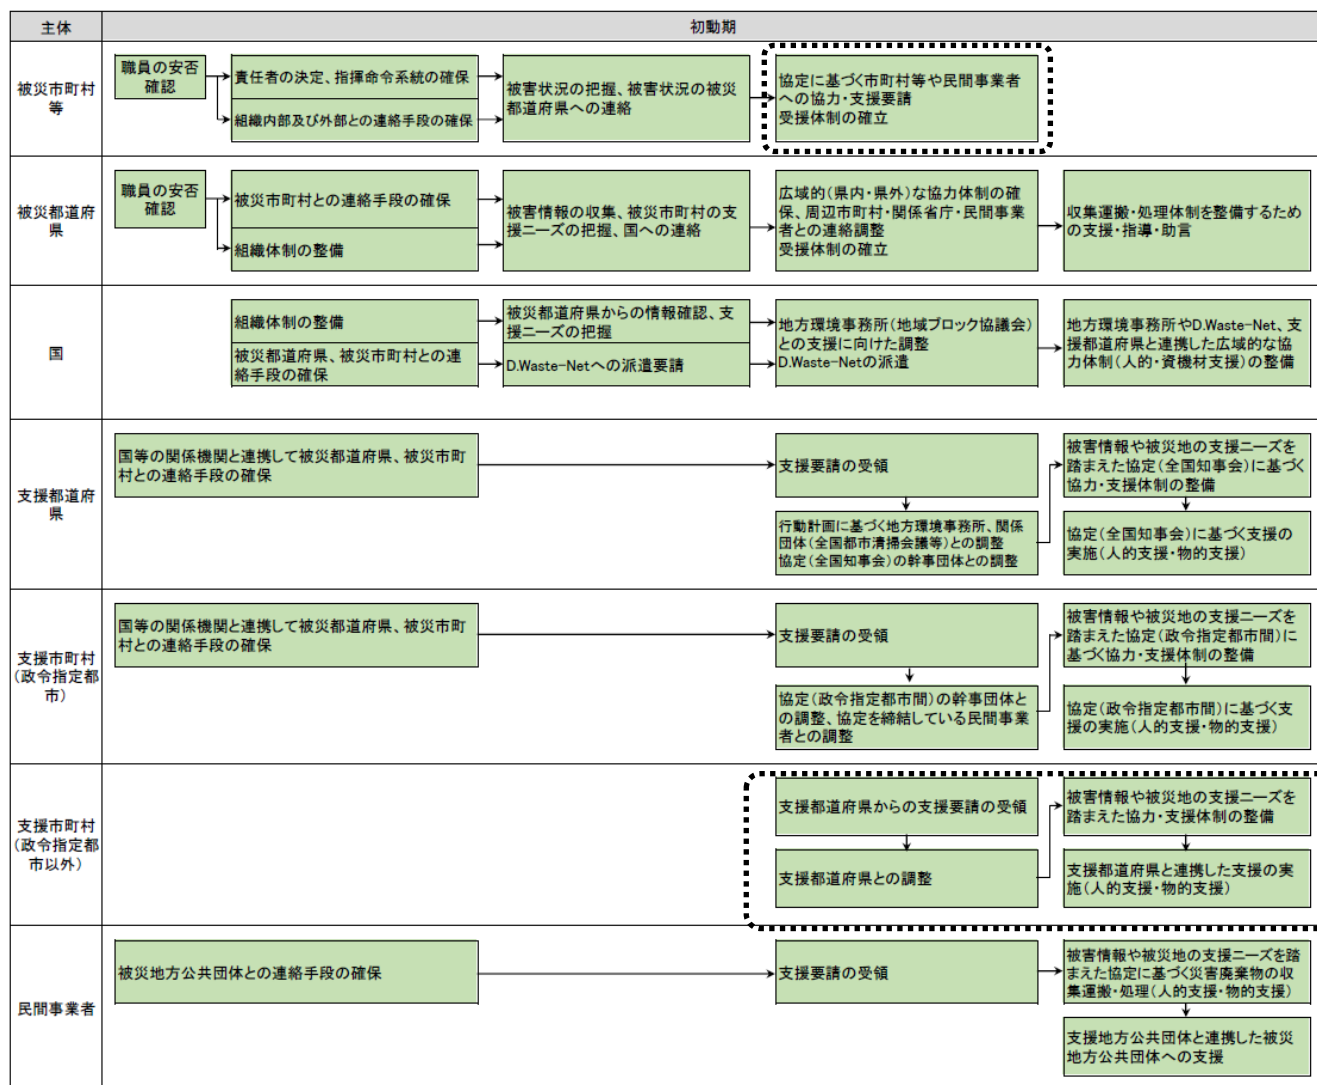 主体
初動期
被災市町村
等
職員の安否
確認
責任者の決定、指揮命令系統の確保
組織内部及び外部との連絡手段の確保
被害状況の把握、被害状況の被災
都道府県への連絡
協定に基づく市町村等や民間事業者
への協力・支援要請
受援体制の確立
被災都道府
県
職員の安否
確認
被災市町村との連絡手段の確保
組織体制の整備
被害情報の収集、被災市町村の支
援ニーズの把握、国への連絡
広域的(県内・県外)な協力体制の確
保、周辺市町村・関係省庁・民間事業
者との連絡調整
受援体制の確立
収集運搬・処理体制を整備するため
の支援・指導・助言
国
組織体制の整備
被災都道府県、被災市町村との連
絡手段の確保
被災都道府県からの情報確認、支
援ニーズの把握
D.Waste-Netへの派遣要請
地方環境事務所(地域ブロック協議会)
との支援に向けた調整
D.Waste-Netの派遣
地方環境事務所やD.Waste-Net、支
援都道府県と連携した広域的な協
力体制(人的・資機材支援)の整備
支援都道府
県
国等の関係機関と連携して被災都道府県、被災市町
村との連絡手段の確保
支援要請の受領
行動計画に基づく地方環境事務所、関係
団体(全国都市清掃会議等)との調整
協定(全国知事会)の幹事団体との調整
被害情報や被災地の支援ニーズを
踏まえた協定(全国知事会)に基づく
協力・支援体制の整備
協定(全国知事会)に基づく支援の
実施(人的支援・物的支援)
支援市町村
(政令指定都
市)
国等の関係機関と連携して被災都道府県、被災市町
村との連絡手段の確保
支援要請の受領
協定(政令指定都市間)の幹事団体と
の調整、協定を締結している民間事業
者との調整
被害情報や被災地の支援ニーズを
踏まえた協定(政令指定都市間)に
基づく協力・支援体制の整備
協定(政令指定都市間)に基づく支
援の実施(人的支援・物的支援)
支援市町村
(政令指定都
市以外)
支援都道府県からの支援要請の受領
支援都道府県との調整
被害情報や被災地の支援ニーズを
踏まえた協力・支援体制の整備
支援都道府県と連携した支援の実
施(人的支援・物的支援)
民間事業者
被災地方公共団体との連絡手段の確保
支援要請の受領
被害情報や被災地の支援ニーズを踏
まえた協定に基づく災害廃棄物の収
集運搬・処理(人的支援・物的支援)
支援地方公共団体と連携した被災
地方公共団体への支援